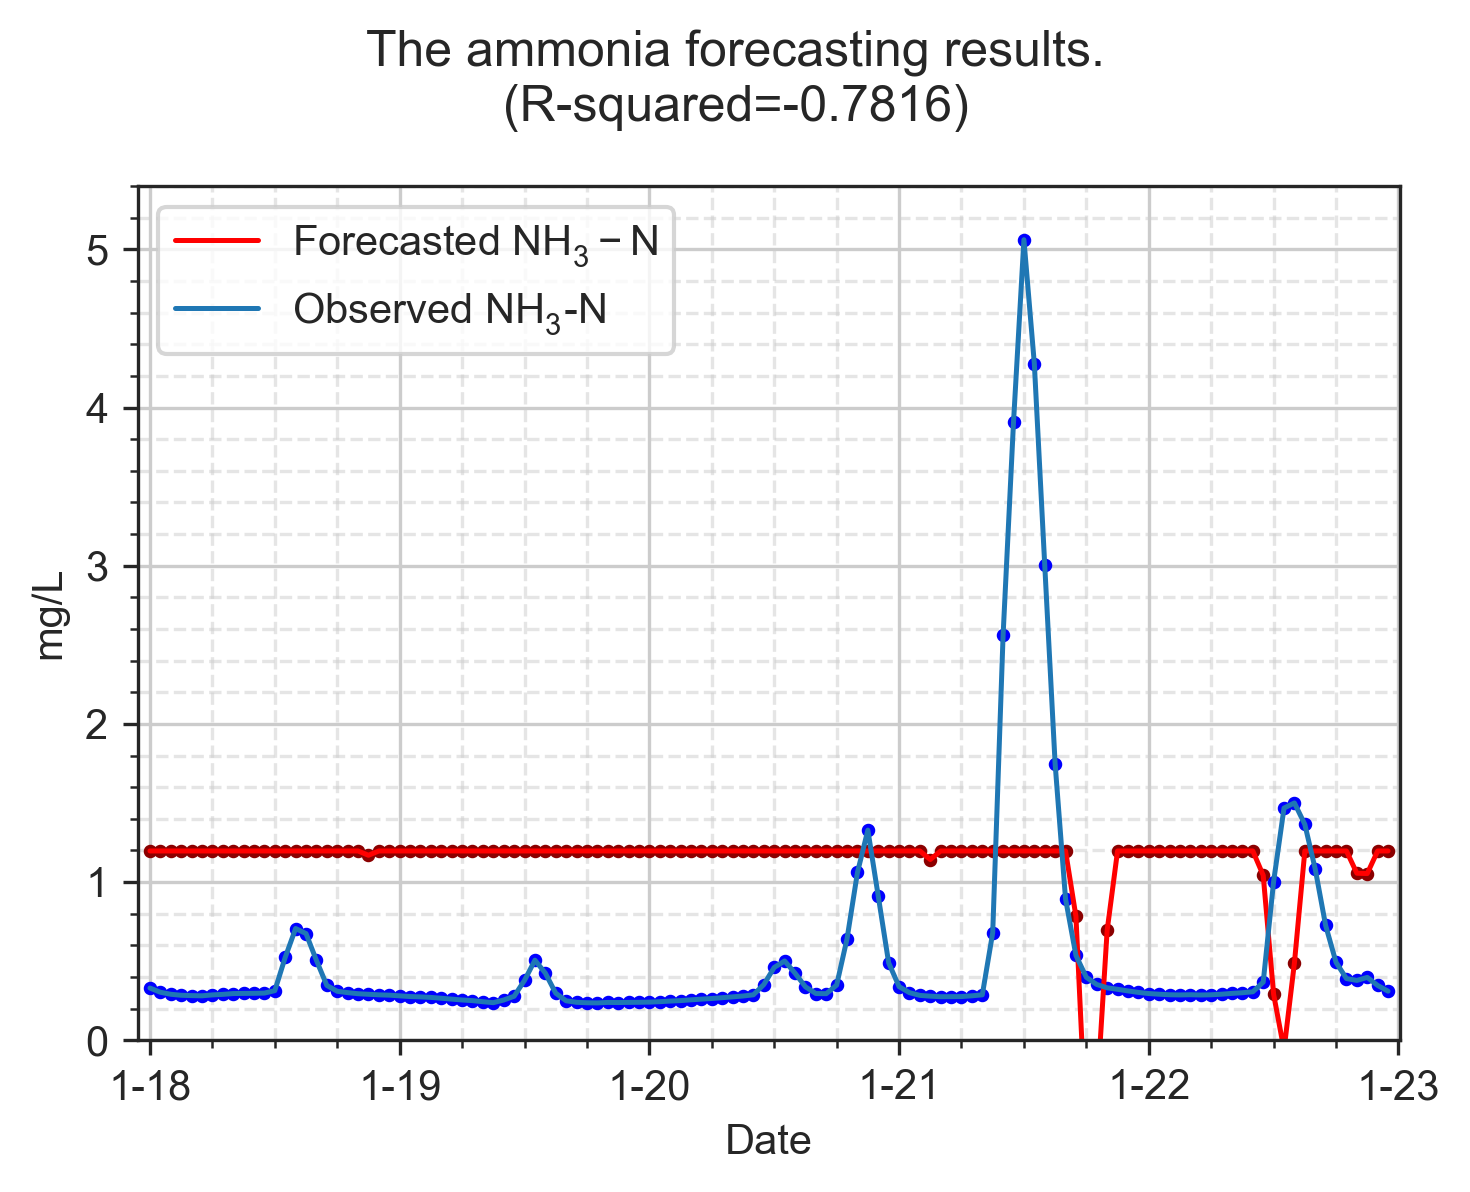 The ammonia forecasting results.
(R-squared=-0.7816)
Forecasted NH₃ − N
Observed NH₃-N
5
4
3
2
1
0
mg/L
1-18 1-19 1-20 1-21 1-22 1-23
Date